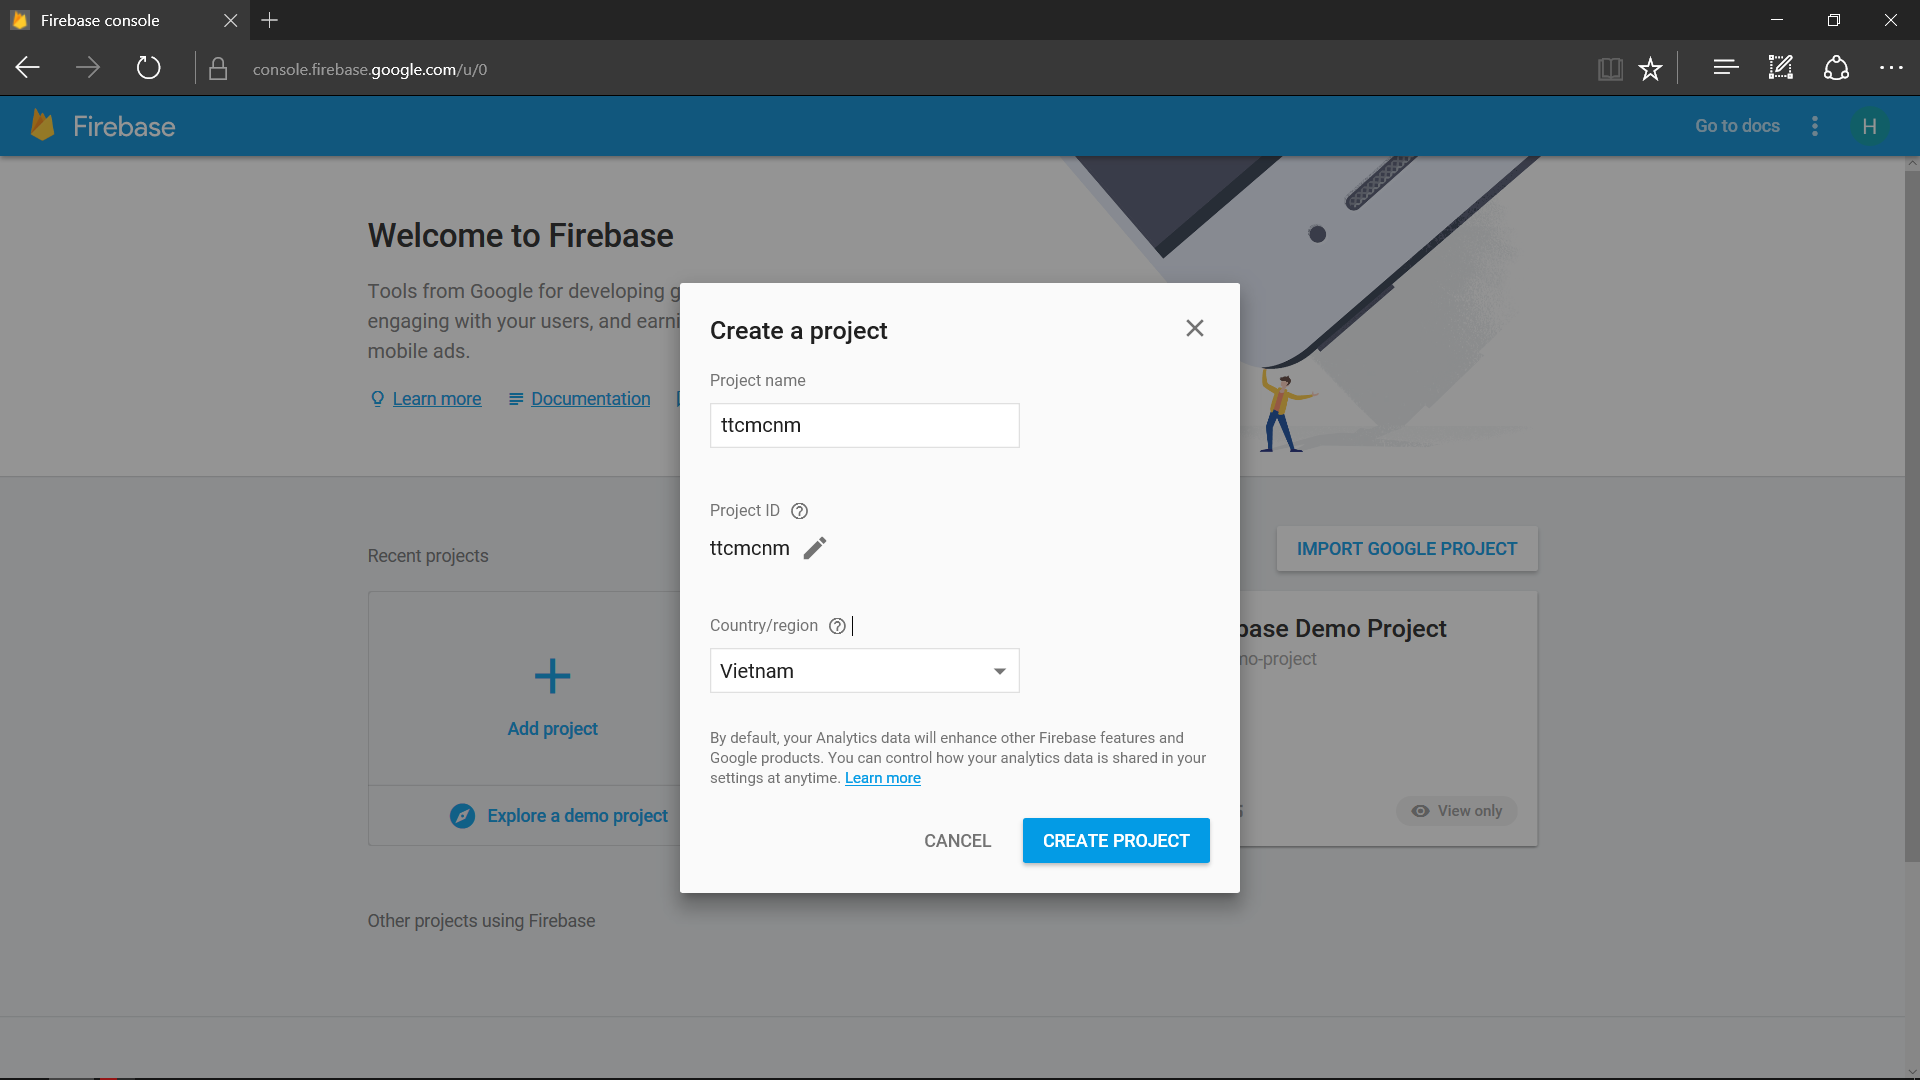 Firebase console
console.firebase.google.com/u/0
Firebase
Go to docs
H
Welcome to Firebase
Tools from Google for developing
engaging with your users, and
mobile ads.
Learn more
Documentation
Create a project
Project name
ttcmcnm
Project ID
ttcmcnm
Country/region
Vietnam
By default, your Analytics data will enhance other Firebase features and
Google products. You can control how your analytics data is shared in your
settings at anytime. Learn more
CANCEL
CREATE PROJECT
Recent projects
IMPORT GOOGLE PROJECT
Add project
Explore a demo project
Demo Project
View only
Other projects using Firebase